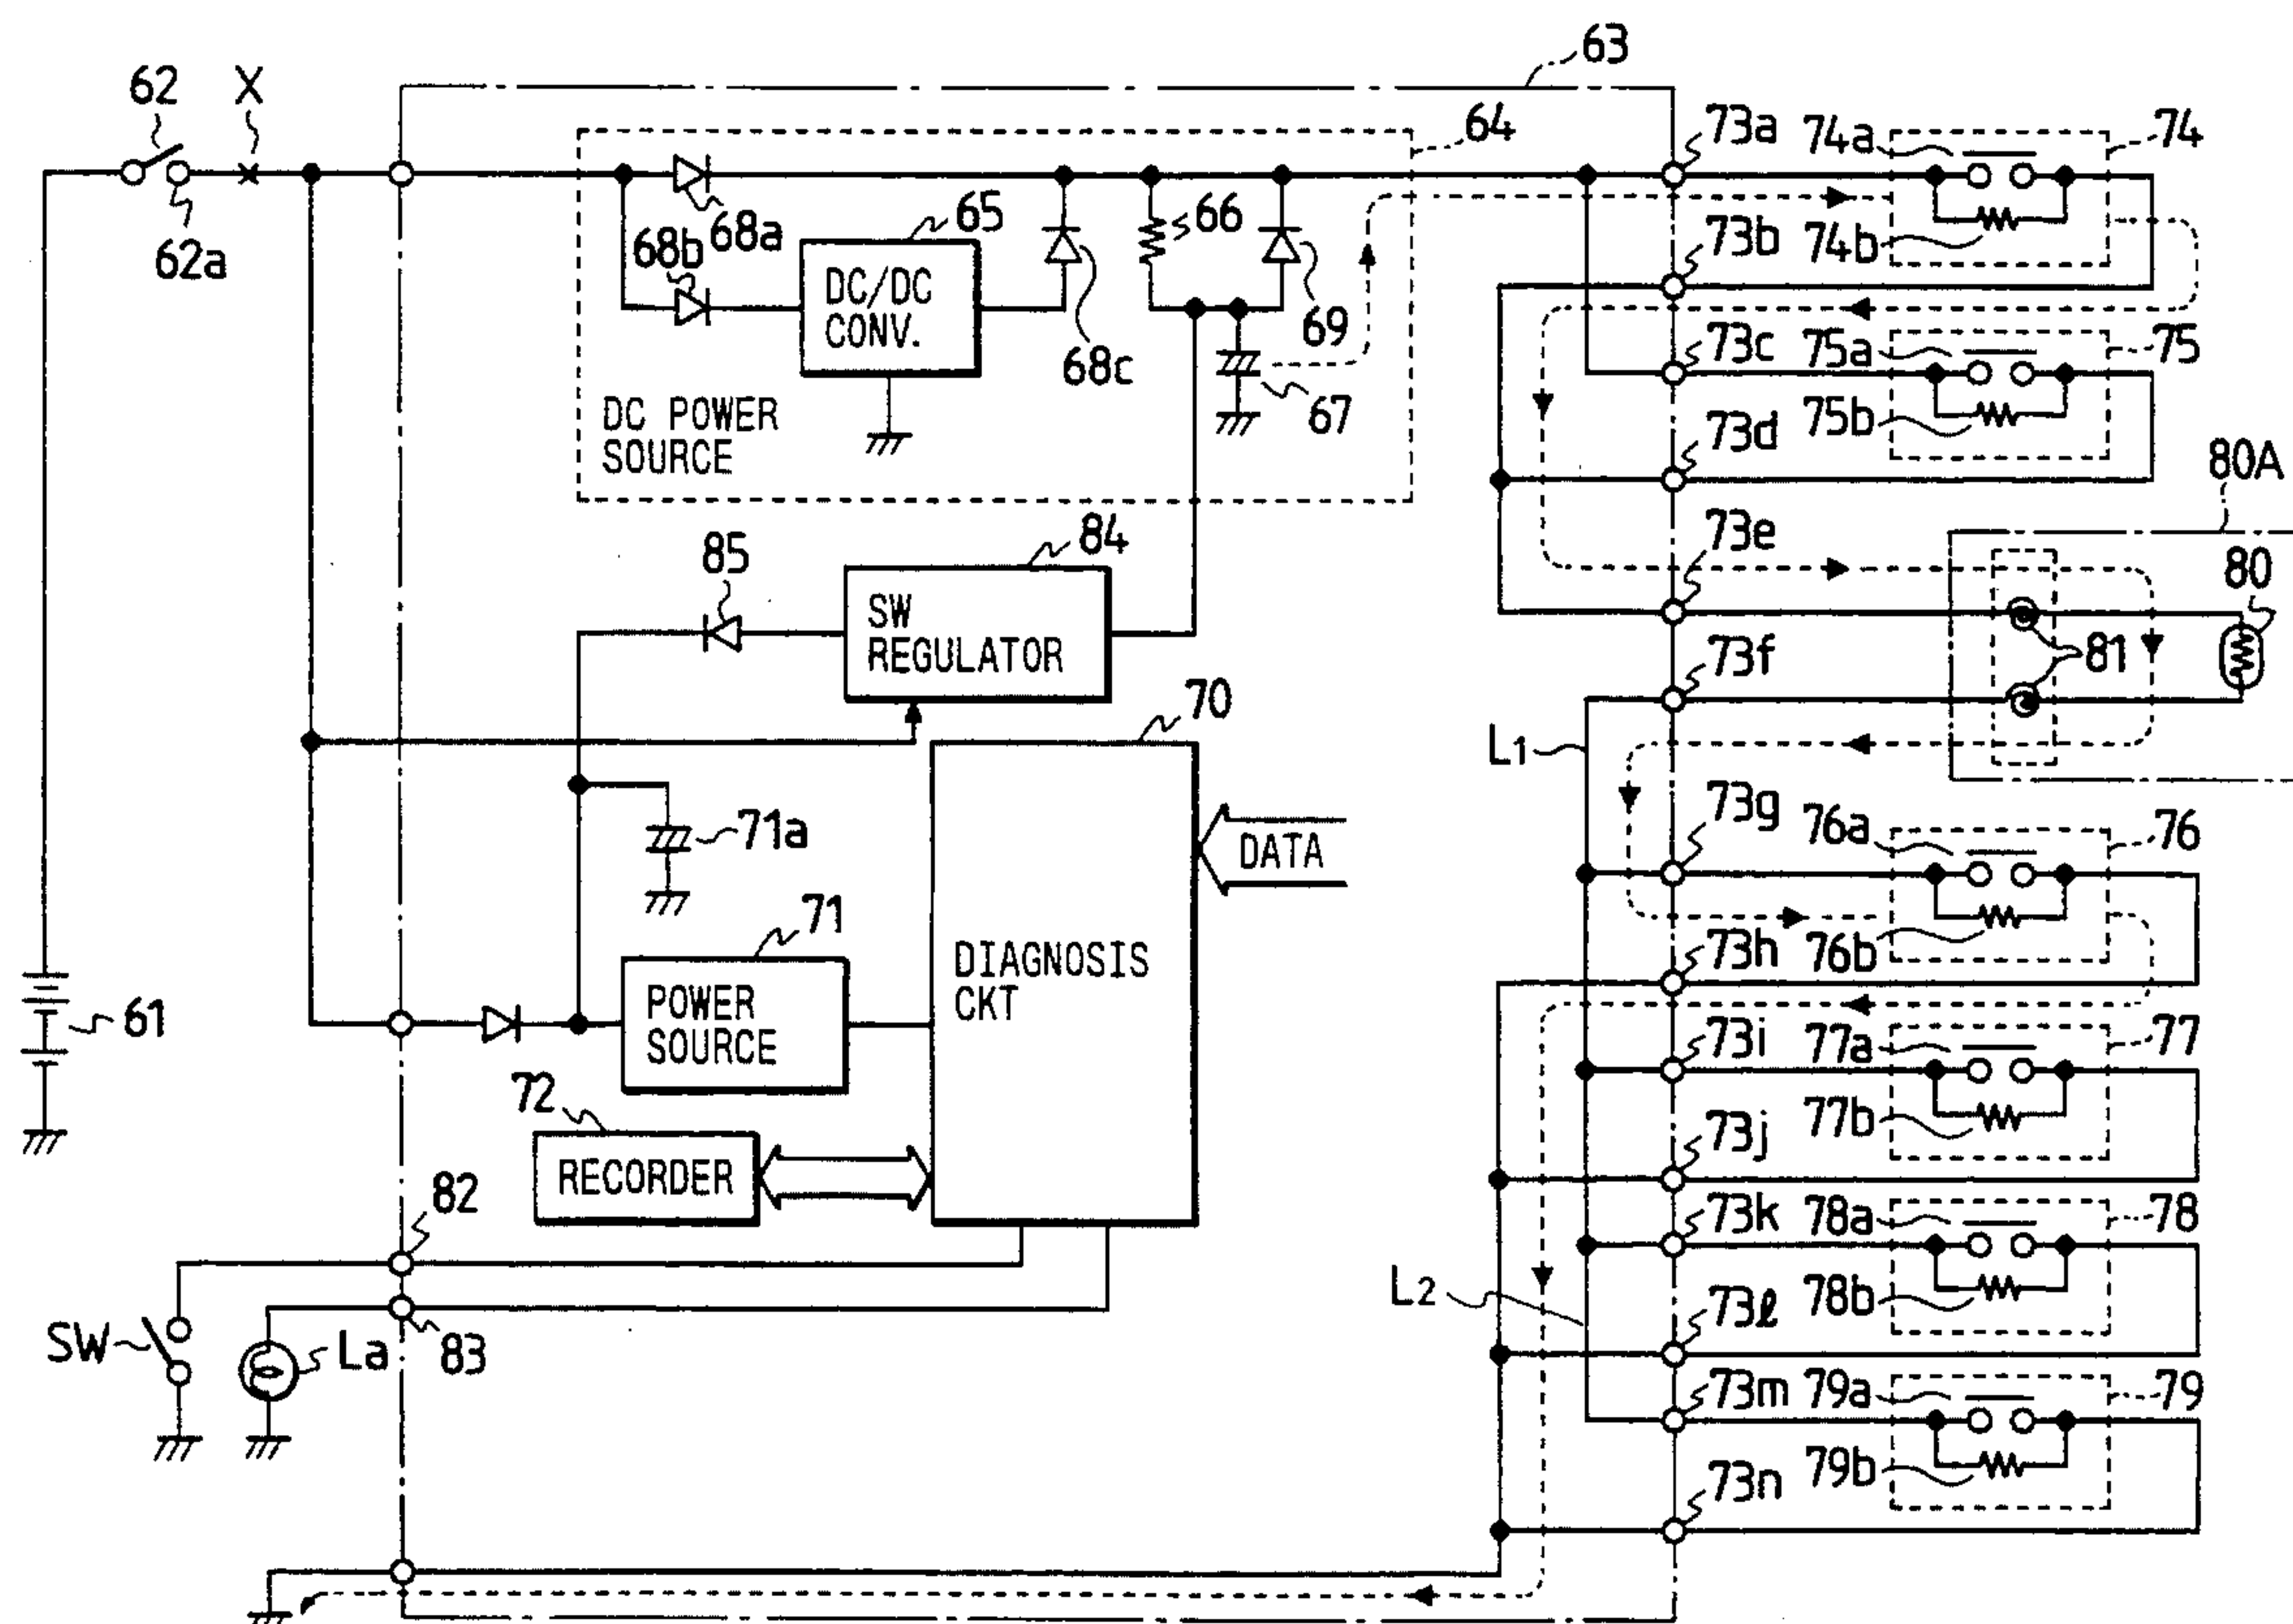 63
62
X
64
73a
74a
74
62a
68a
68b
65
66
73b
74b
DC/DC
CONV.
68c
69
67
73c
75a
75
75b
DC POWER
SOURCE
73d
80A
85
84
73e
80
SW
REGULATOR
73f
81
70
L1
71a
DATA
73g
76a
76
71
76b
73h
DIAGNOSIS
CKT
61
POWER
SOURCE
73i
77a
77
72
77b
73j
RECORDER
82
73k
78a
78
L2
78b
73ℓ
SW
La
83
73m
79a
79
79b
73n